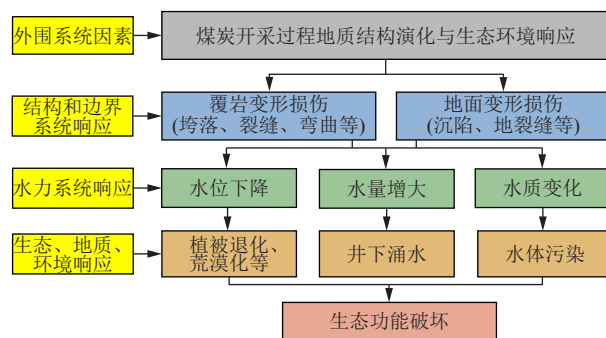 外围系统因素
煤炭开采过程地质结构演化与生态环境响应
结构和边界
系统响应
覆岩变形损伤
(垮落、裂缝、弯曲等)
地面变形损伤
(沉陷、地裂缝等)
水力系统响应
水位下降
水量增大
水质变化
生态、地质、
环境响应
植被退化、
荒漠化等
井下涌水
水体污染
生态功能破坏